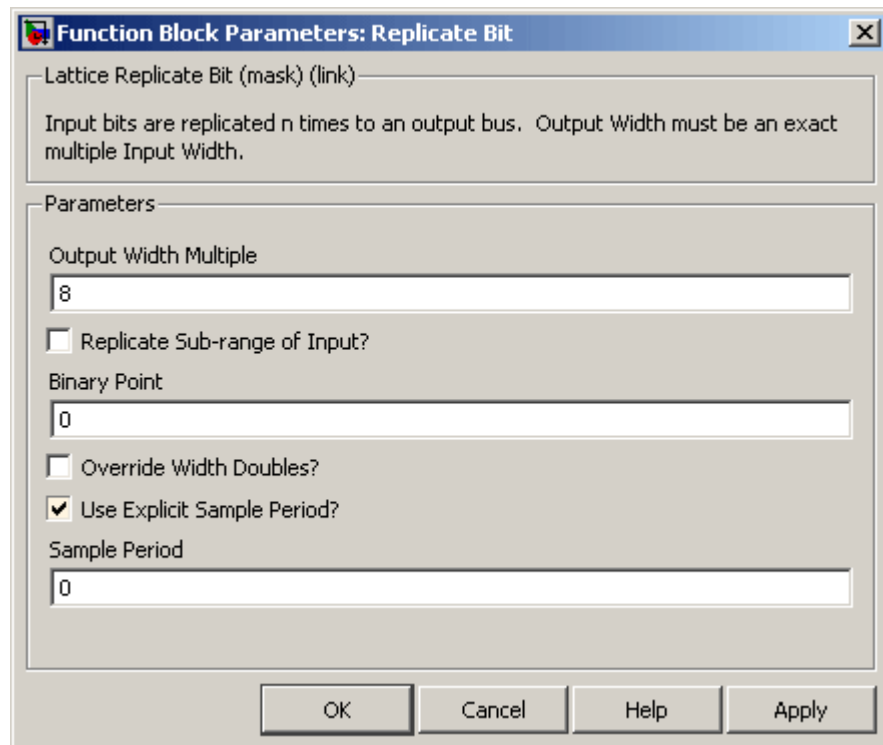 Function Block Parameters: Replicate Bit
Lattice Replicate Bit (mask) (link)
Input bits are replicated n times to an output bus.  Output Width must be an exact
multiple Input Width.
Parameters
Output Width Multiple
8
Replicate Sub-range of Input?
Binary Point
0
Override Width Doubles?
Use Explicit Sample Period?
Sample Period
0
OK Cancel Help Apply